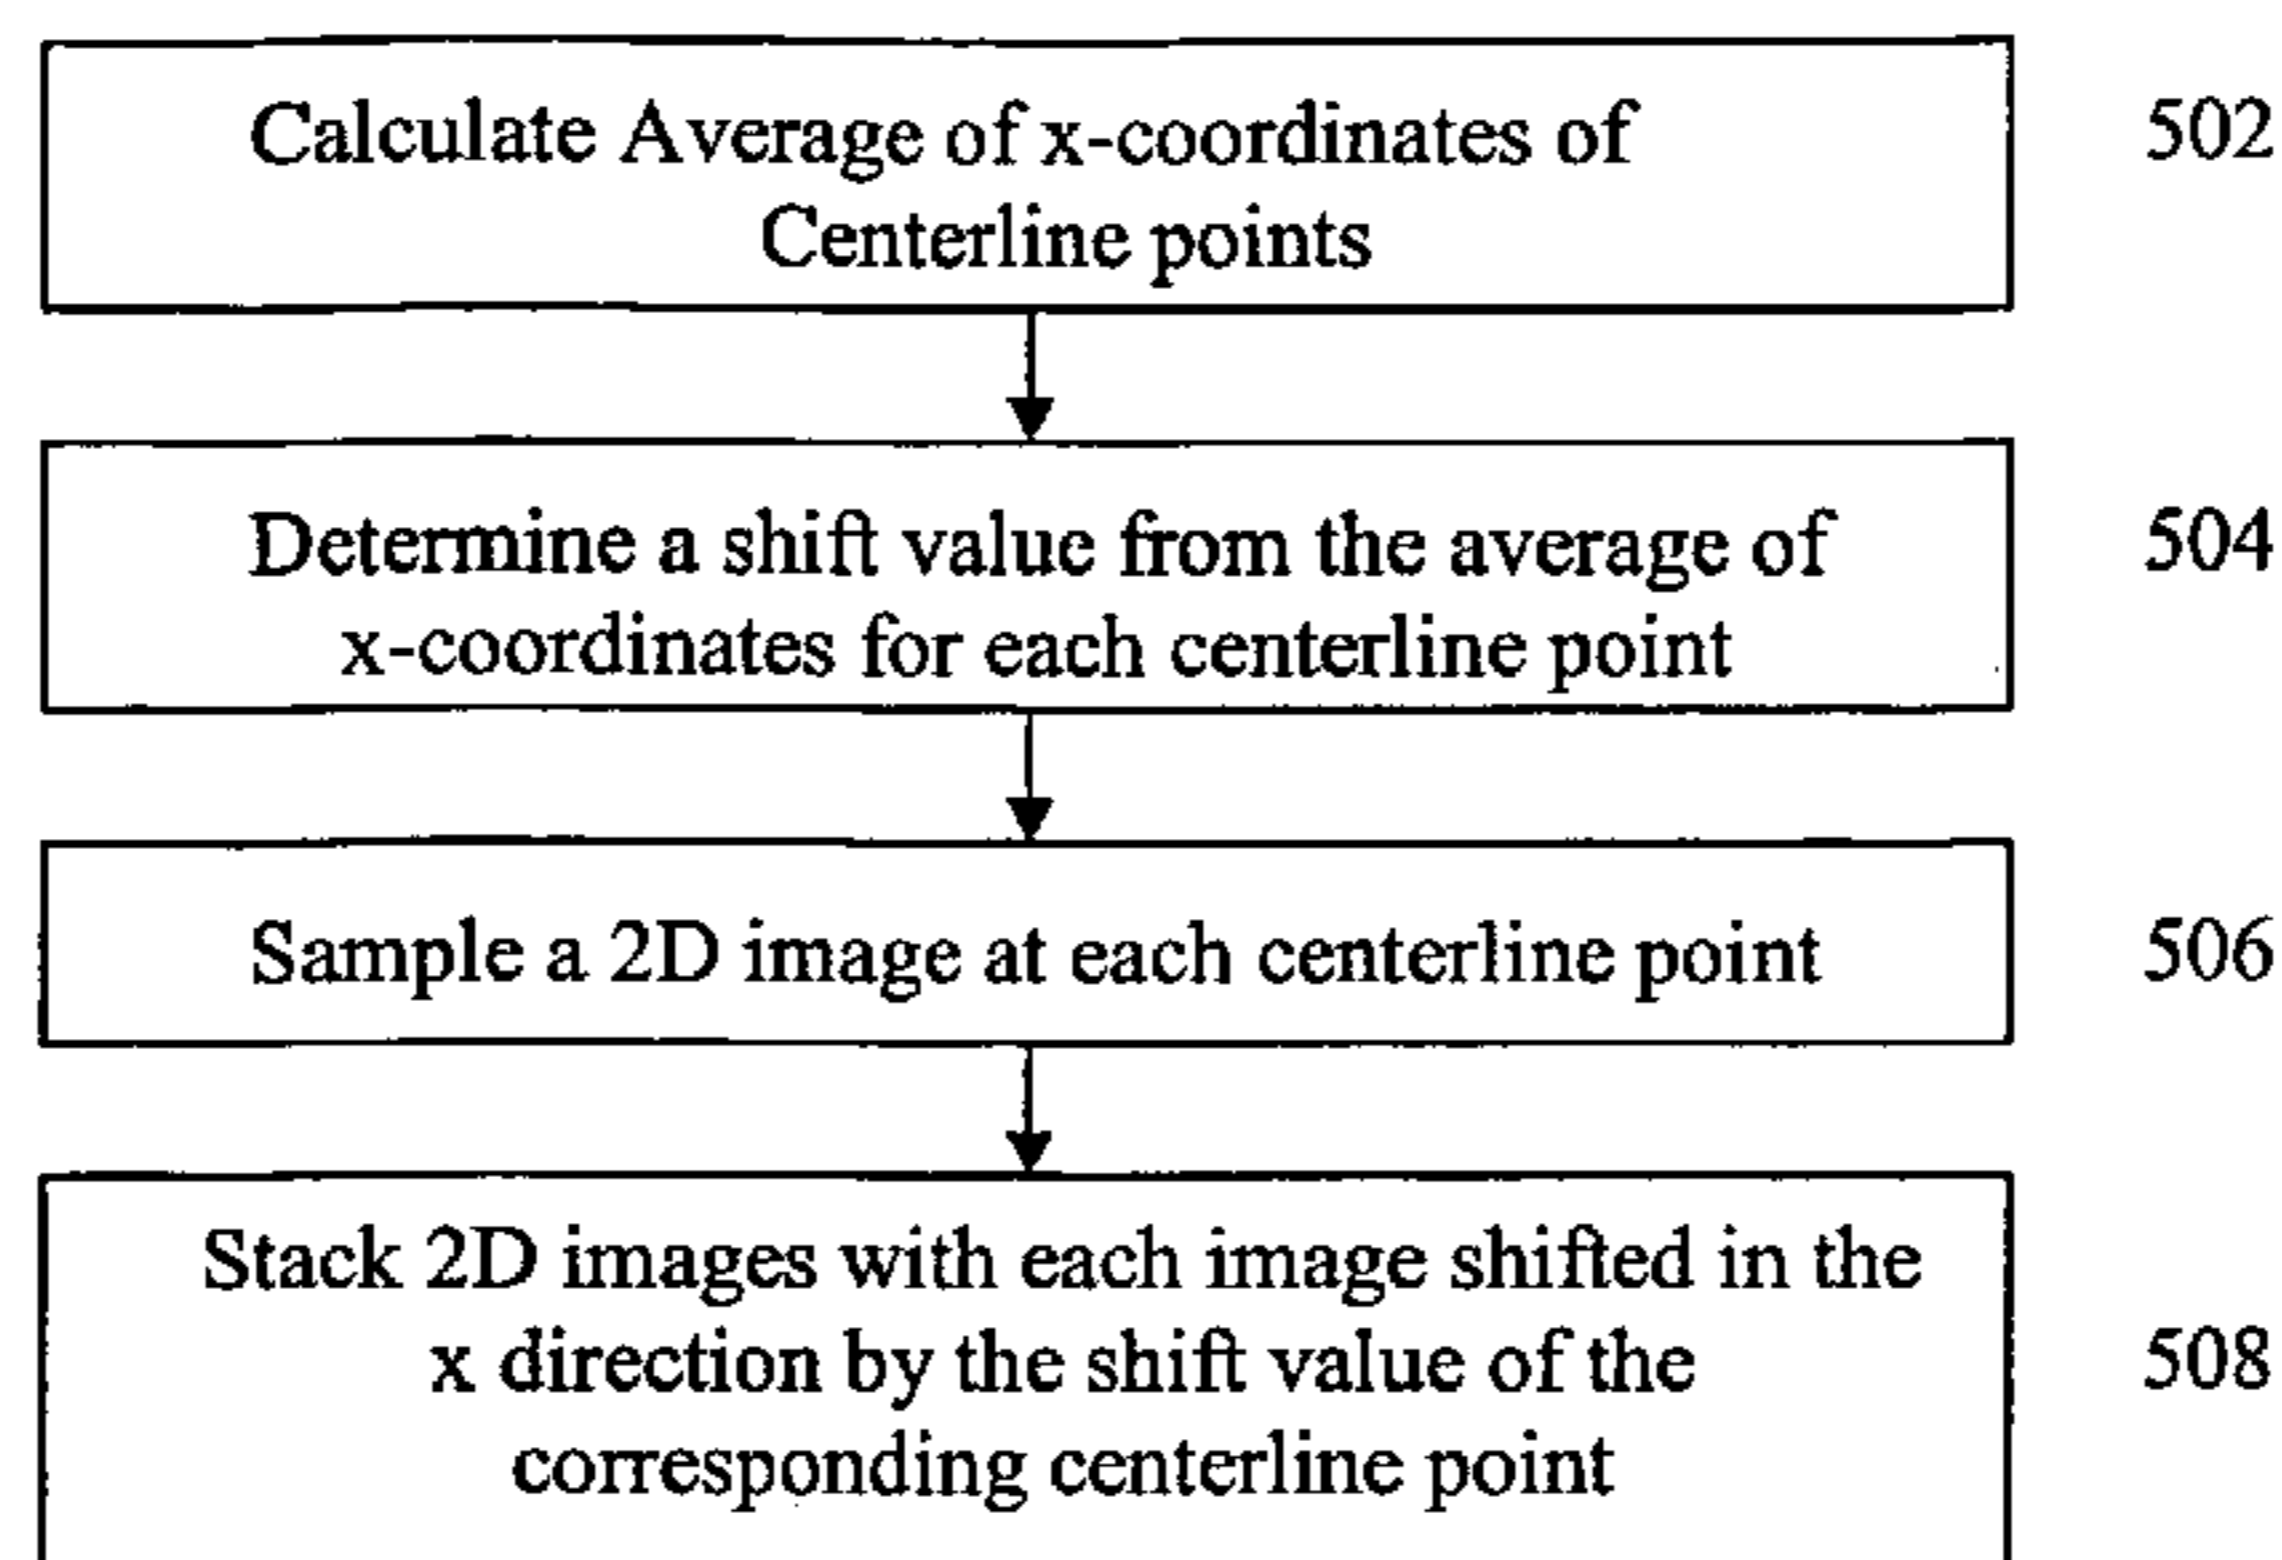 Calculate Average of x-coordinates of
Centerline points
502
Determine a shift value from the average of
x-coordinates for each centerline point
504
Sample a 2D image at each centerline point
506
Stack 2D images with each image shifted in the
x direction by the shift value of the
corresponding centerline point
508